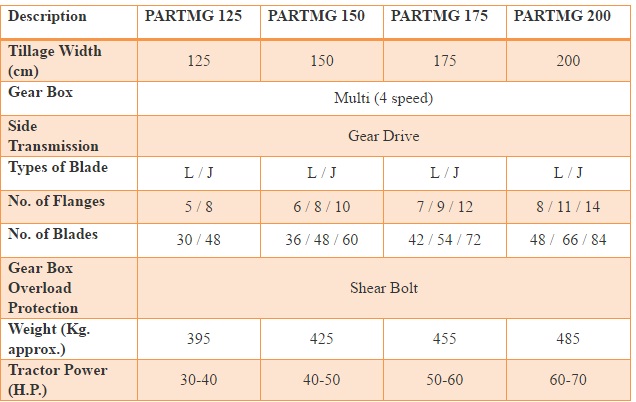 Description PARTMG 125 PARTMG 150 PARTMG 175 PARTMG 200
Tillage Width
(cm) 125 150 175 200
Gear Box Multi (4 speed)
Side
Transmission Gear Drive
Types of Blade L / J L / J L / J L / J
No. of Flanges 5 / 8 6 / 8 / 10 7 / 9 / 12 8 / 11 / 14
No. of Blades 30 / 48 36 / 48 / 60 42 / 54 / 72 48 / 66 / 84
Gear Box
Overload
Protection Shear Bolt
Weight (Kg.
approx.) 395 425 455 485
Tractor Power
(H.P.) 30-40 40-50 50-60 60-70